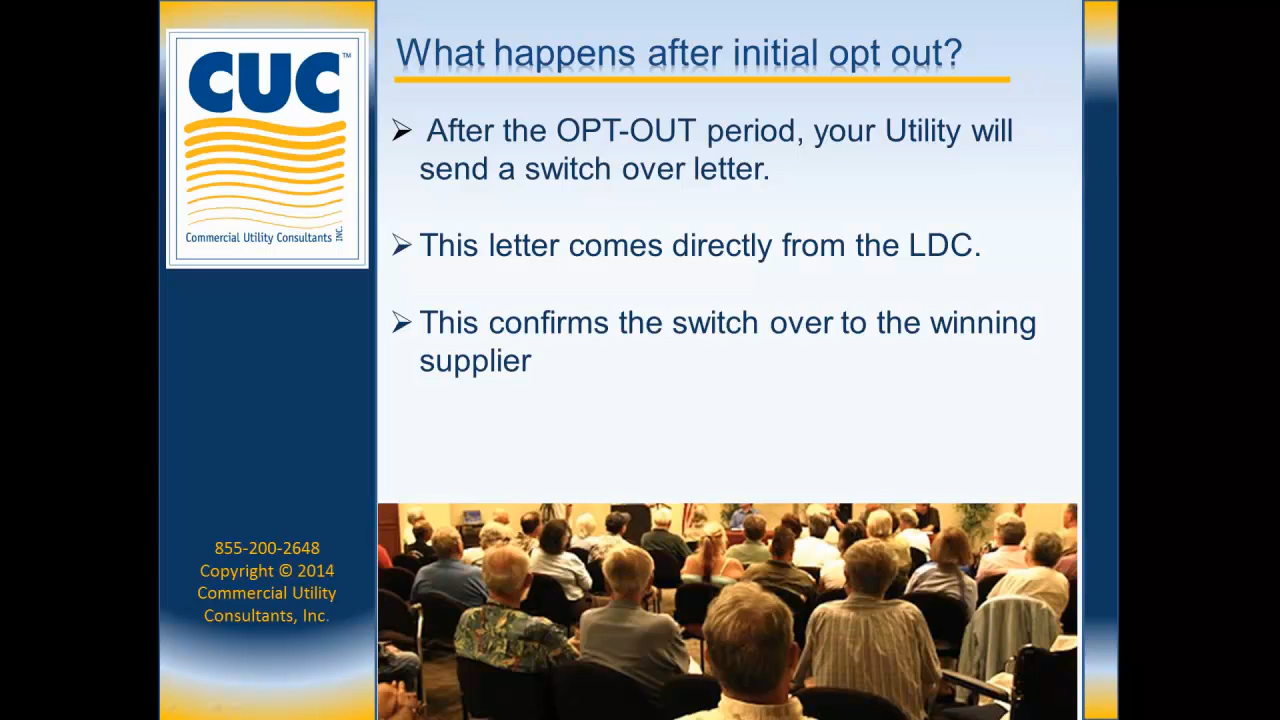 CUC™
Commercial Utility Consultants INC.
855-200-2648
Copyright © 2014
Commercial Utility
Consultants, Inc.
What happens after initial opt out?
After the OPT-OUT period, your Utility will
send a switch over letter.
This letter comes directly from the LDC.
This confirms the switch over to the winning
supplier